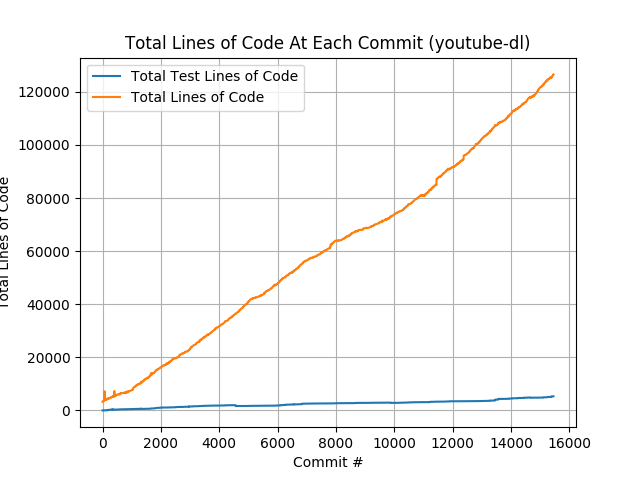 Total Lines of Code At Each Commit (youtube-dl)
Total Test Lines of Code
Total Lines of Code
Total Lines of Code
120000
100000
80000
60000
40000
20000
0
0 2000 4000 6000 8000 10000 12000 14000 16000
Commit #